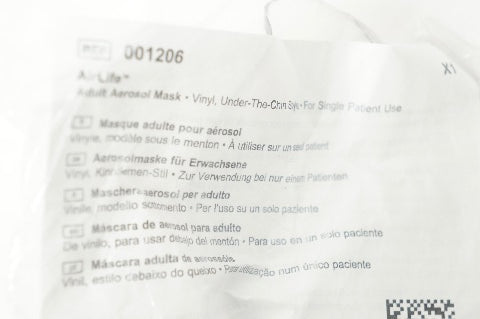 REF 001206
X1
AirLife™
Adult Aerosol Mask • Vinyl, Under-The-Chin Style • For Single Patient Use
Masque adulte pour aérosol
Vinyle, modèle sous le menton • À utiliser sur un seul patient
Aerosolmaske für Erwachsene
Vinyl, Kinnriemen-Stil • Zur Verwendung bei nur einem Patienten
Maschera aerosol per adulto
Vinile, modello sottomento • Per l'uso su un solo paziente
Máscara de aerosol para adulto
De vinilo, para usar debajo del mentón • Para uso en un solo paciente
Máscara adulta de aerossóis
Vinil, estilo debaixo do queixo • Para utilização num único paciente